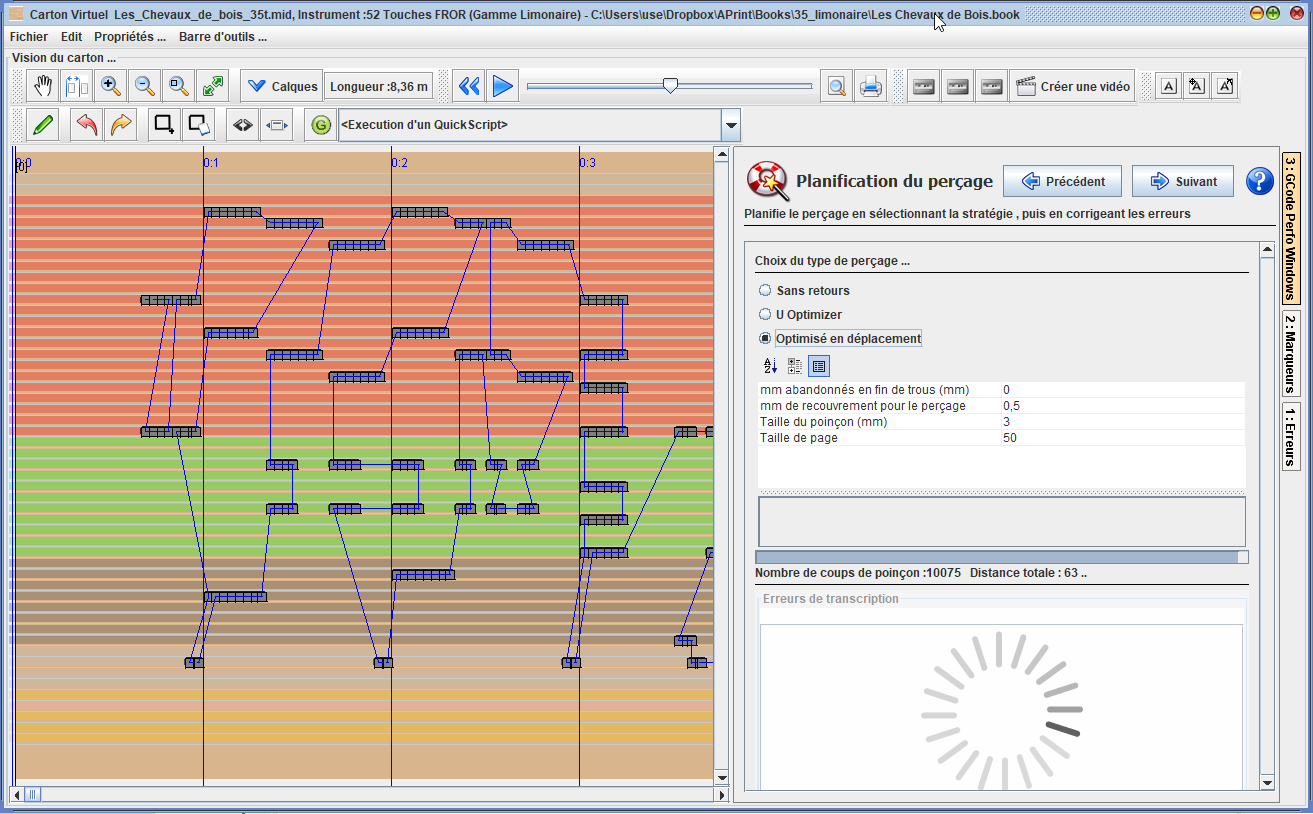 Carton Virtuel Les_Chevaux_de_bois_35t.mid, Instrument :52 Touches FROR (Gamme Limonaire) - C:\Users\use\Dropbox\APrint\Books\35_limonaire\Les Chevaux de Bois.book
Fichier Edit Propriétés ... Barre d'outils ...
Vision du carton ...
Calques Longueur :8,36 m Créer une vidéo A A A
G <Execution d'un QuickScript>
0:0 0:1 0:2 0:3
[0]
Planification du perçage Précédent Suivant ?
Planifie le perçage en sélectionnant la stratégie , puis en corrigeant les erreurs
Choix du type de perçage ...
Sans retours
U Optimizer
Optimisé en déplacement
mm abandonnés en fin de trous (mm) 0
mm de recouvrement pour le perçage 0,5
Taille du poinçon (mm) 3
Taille de page 50
Nombre de coups de poinçon :10075 Distance totale : 63 ..
Erreurs de transcription
3 : GCode Perfo Windows
2 : Marqueurs
1 : Erreurs